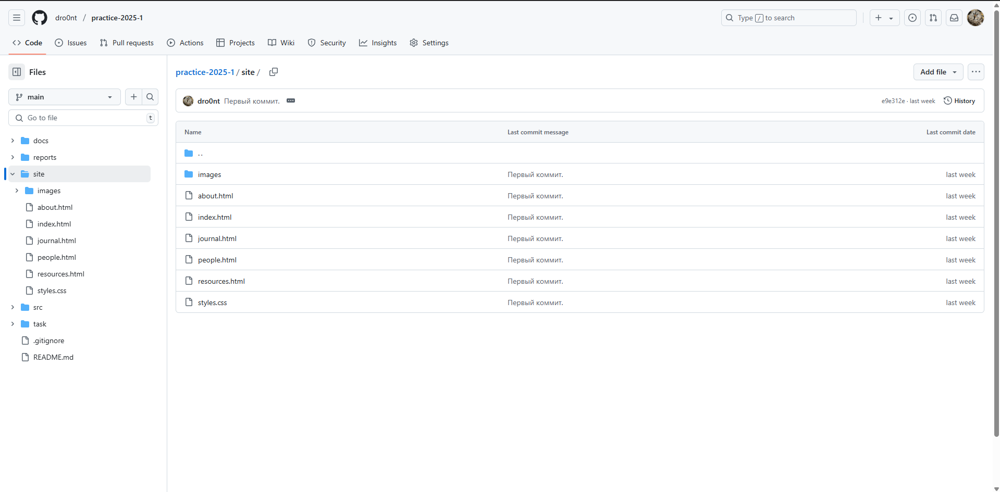 dro0nt / practice-2025-1
Type / to search
Code Issues Pull requests Actions Projects Wiki Security Insights Settings
Files
main
Go to file t
docs
reports
site
images
about.html
index.html
journal.html
people.html
resources.html
styles.css
src
task
.gitignore
README.md
practice-2025-1 / site /
Add file
dro0nt Первый коммит. e9e312e · last week History
Name Last commit message Last commit date
..
images Первый коммит. last week
about.html Первый коммит. last week
index.html Первый коммит. last week
journal.html Первый коммит. last week
people.html Первый коммит. last week
resources.html Первый коммит. last week
styles.css Первый коммит. last week